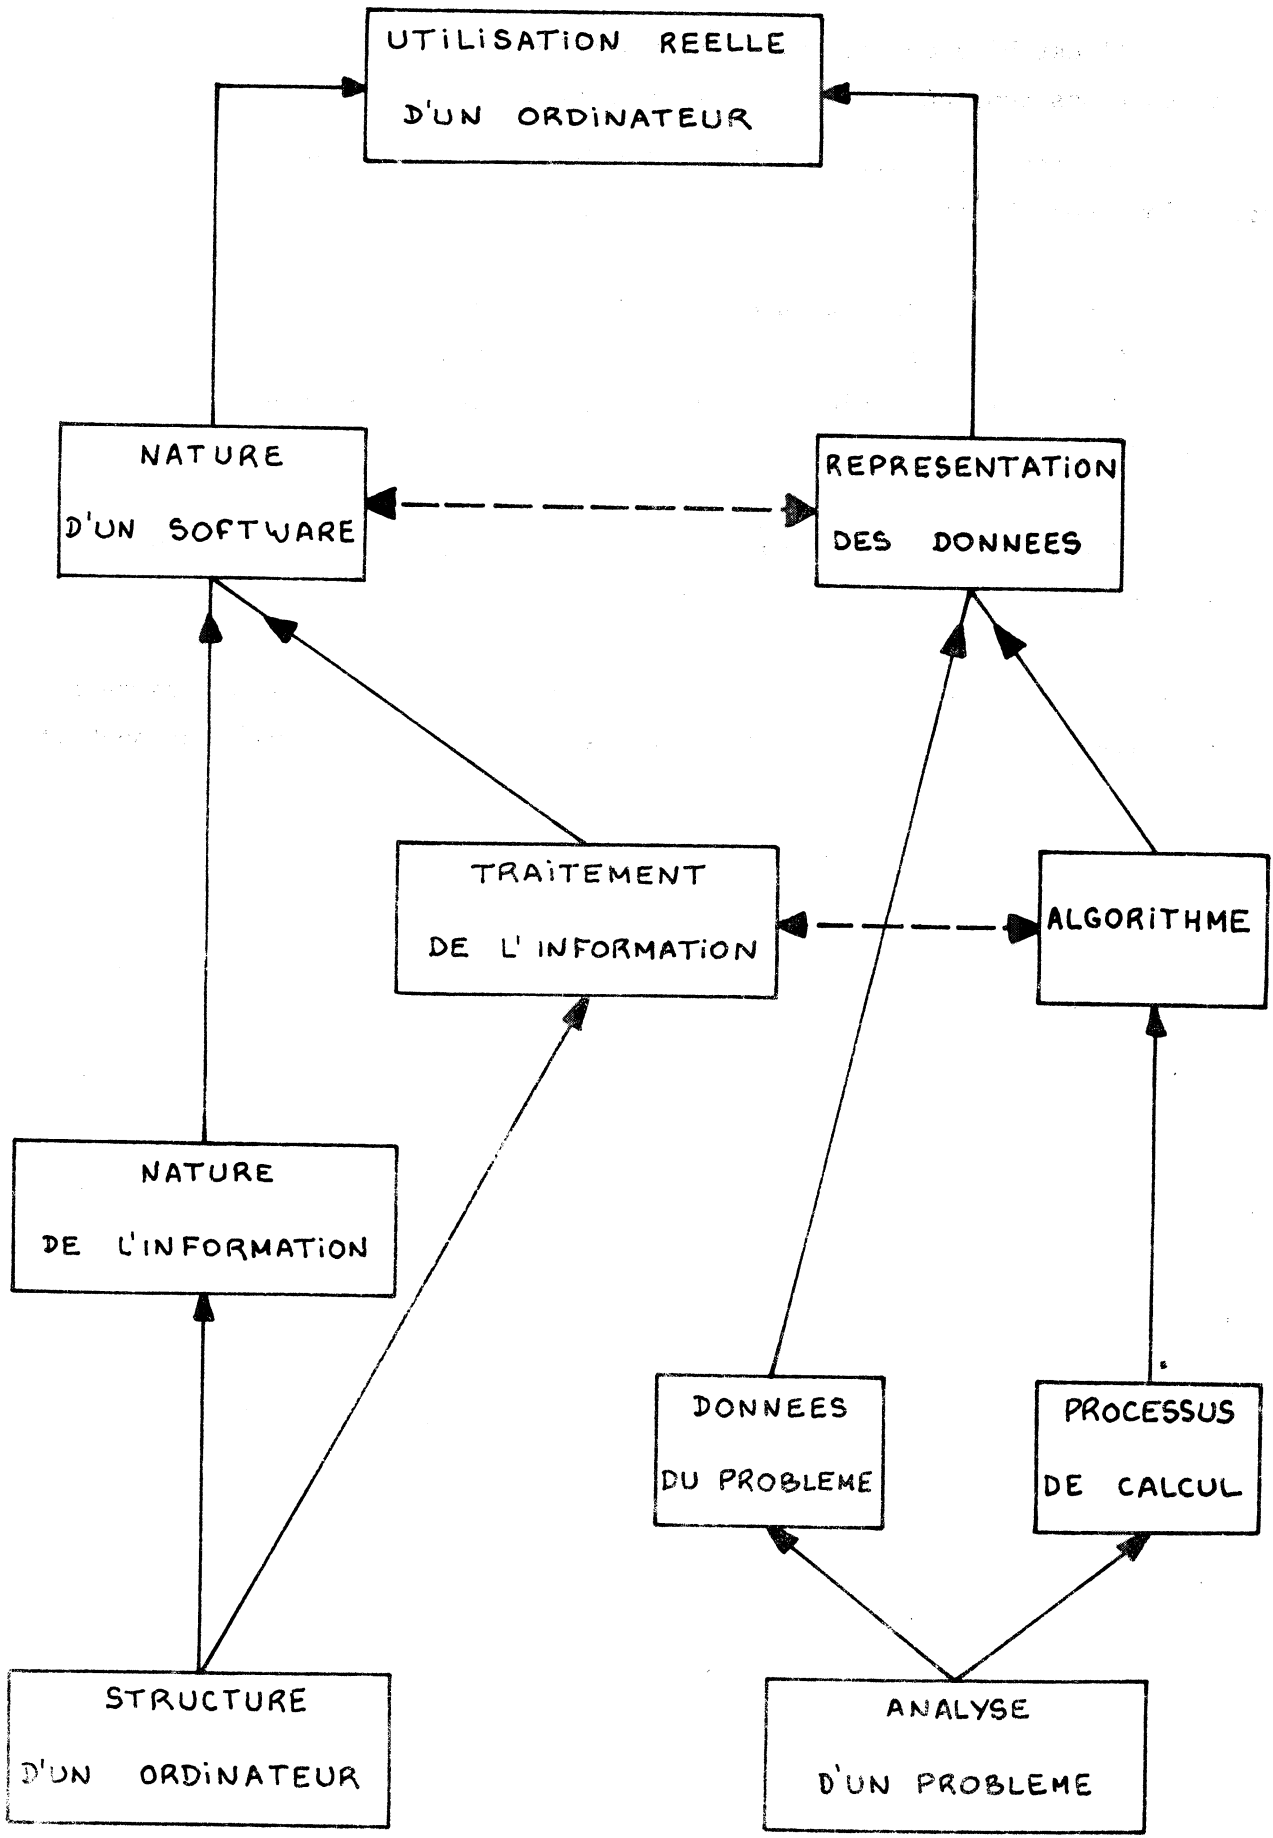 UTiLiSATiON REELLE
D'UN ORDiNATEUR
NATURE
D'UN SOFTWARE
REPRESENTATiON
DES DONNEES
TRAiTEMENT
DE L'INFORMATiON
ALGORiTHME
NATURE
DE L'INFORMATiON
DONNEES
DU PROBLEME
PROCESSUS
DE CALCUL
STRUCTURE
D'UN ORDiNATEUR
ANALYSE
D'UN PROBLEME